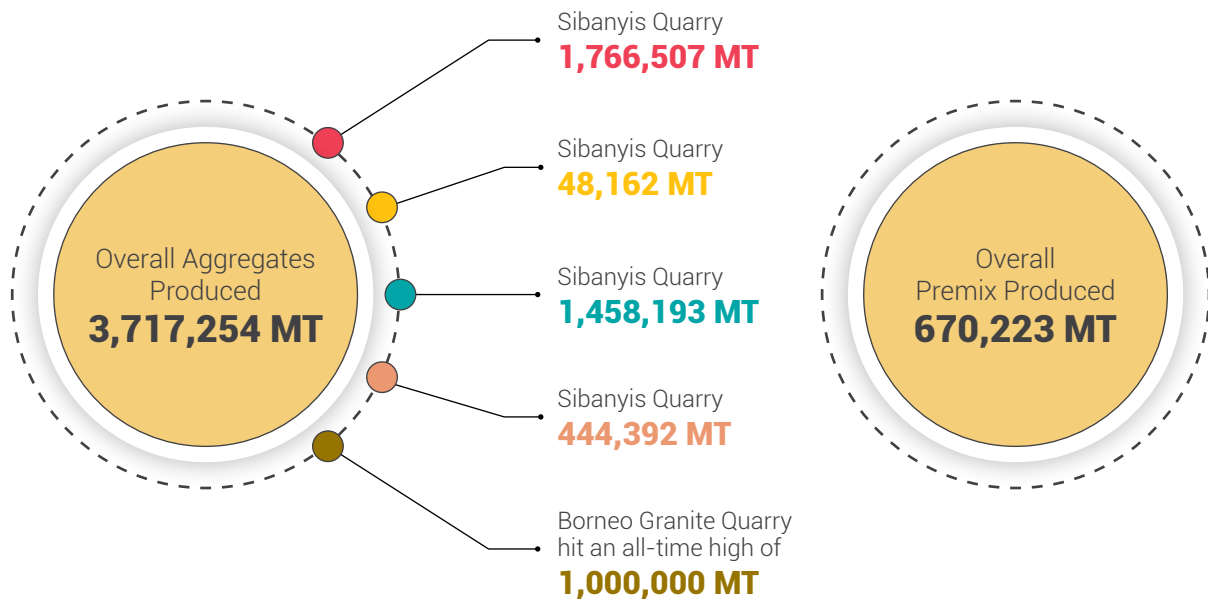 Sibanyis Quarry
1,766,507 MT
Sibanyis Quarry
48,162 MT
Overall Aggregates
Produced
3,717,254 MT
Sibanyis Quarry
1,458,193 MT
Sibanyis Quarry
444,392 MT
Borneo Granite Quarry
hit an all-time high of
1,000,000 MT
Overall
Premix Produced
670,223 MT